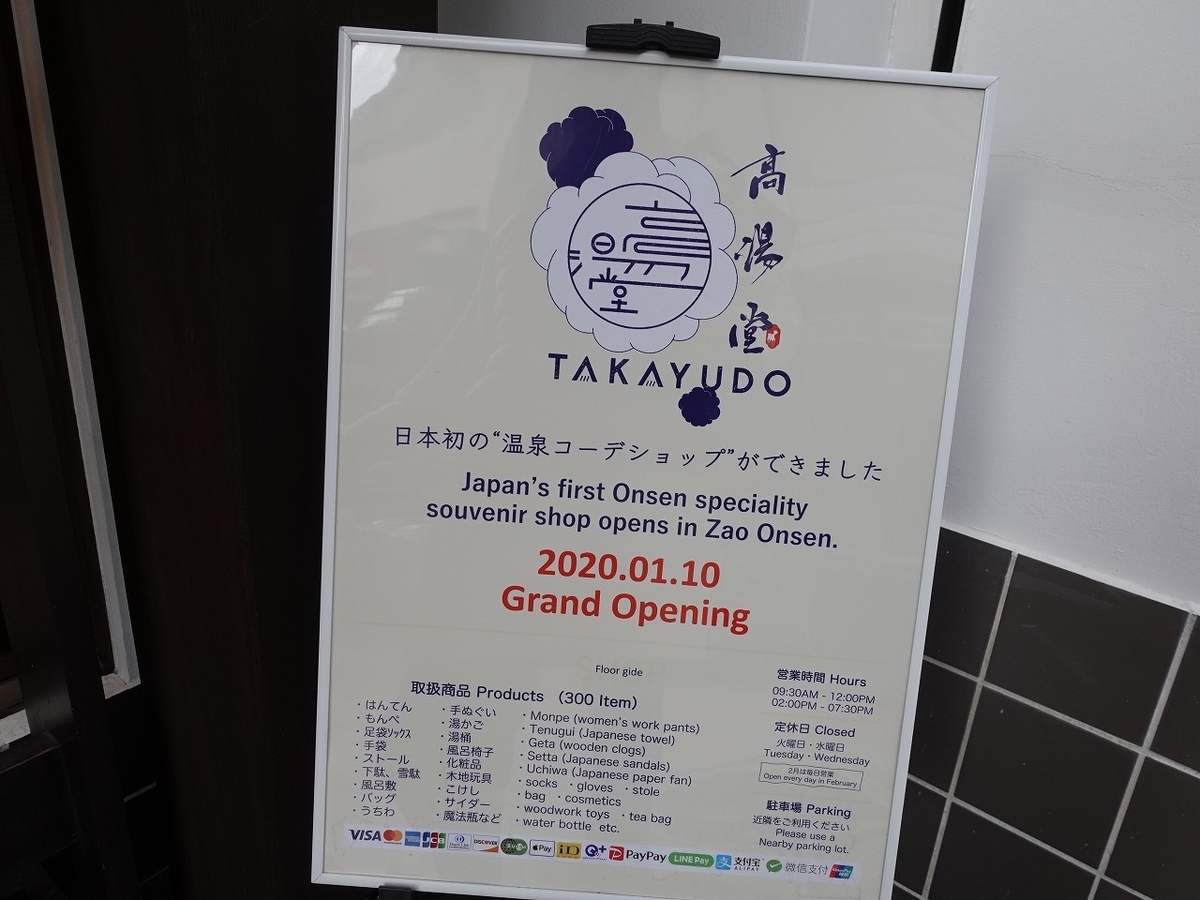 高湯堂
高湯堂
TAKAYUDO
日本初の“温泉コーデショップ”ができました
Japan’s first Onsen speciality
souvenir shop opens in Zao Onsen.
2020.01.10
Grand Opening
Floor gide
取扱商品 Products (300 Item)
・はんてん
・もんぺ
・足袋ｿｯｸｽ
・手袋
・ストール
・下駄、雪駄
・風呂敷
・バッグ
・うちわ
・手ぬぐい
・湯かご
・湯桶
・風呂椅子
・化粧品
・木地玩具
・こけし
・サイダー
・魔法瓶など
・Monpe (women’s work pants)
・Tenugui (Japanese towel)
・Geta (wooden clogs)
・Setta (Japanese sandals)
・Uchiwa (Japanese paper fan)
・socks ・gloves ・stole
・bag ・cosmetics
・woodwork toys ・tea bag
・water bottle etc.
営業時間 Hours
09:30AM - 12:00PM
02:00PM - 07:30PM
定休日 Closed
火曜日・水曜日
Tuesday・Wednesday
2月は毎日営業
Open every day in February
駐車場 Parking
近隣をご利用ください
Please use a
Nearby parking lot.
VISA JCB DISCOVER Pay iD PayPay LINE Pay 支付宝 ALIPAY 微信支付